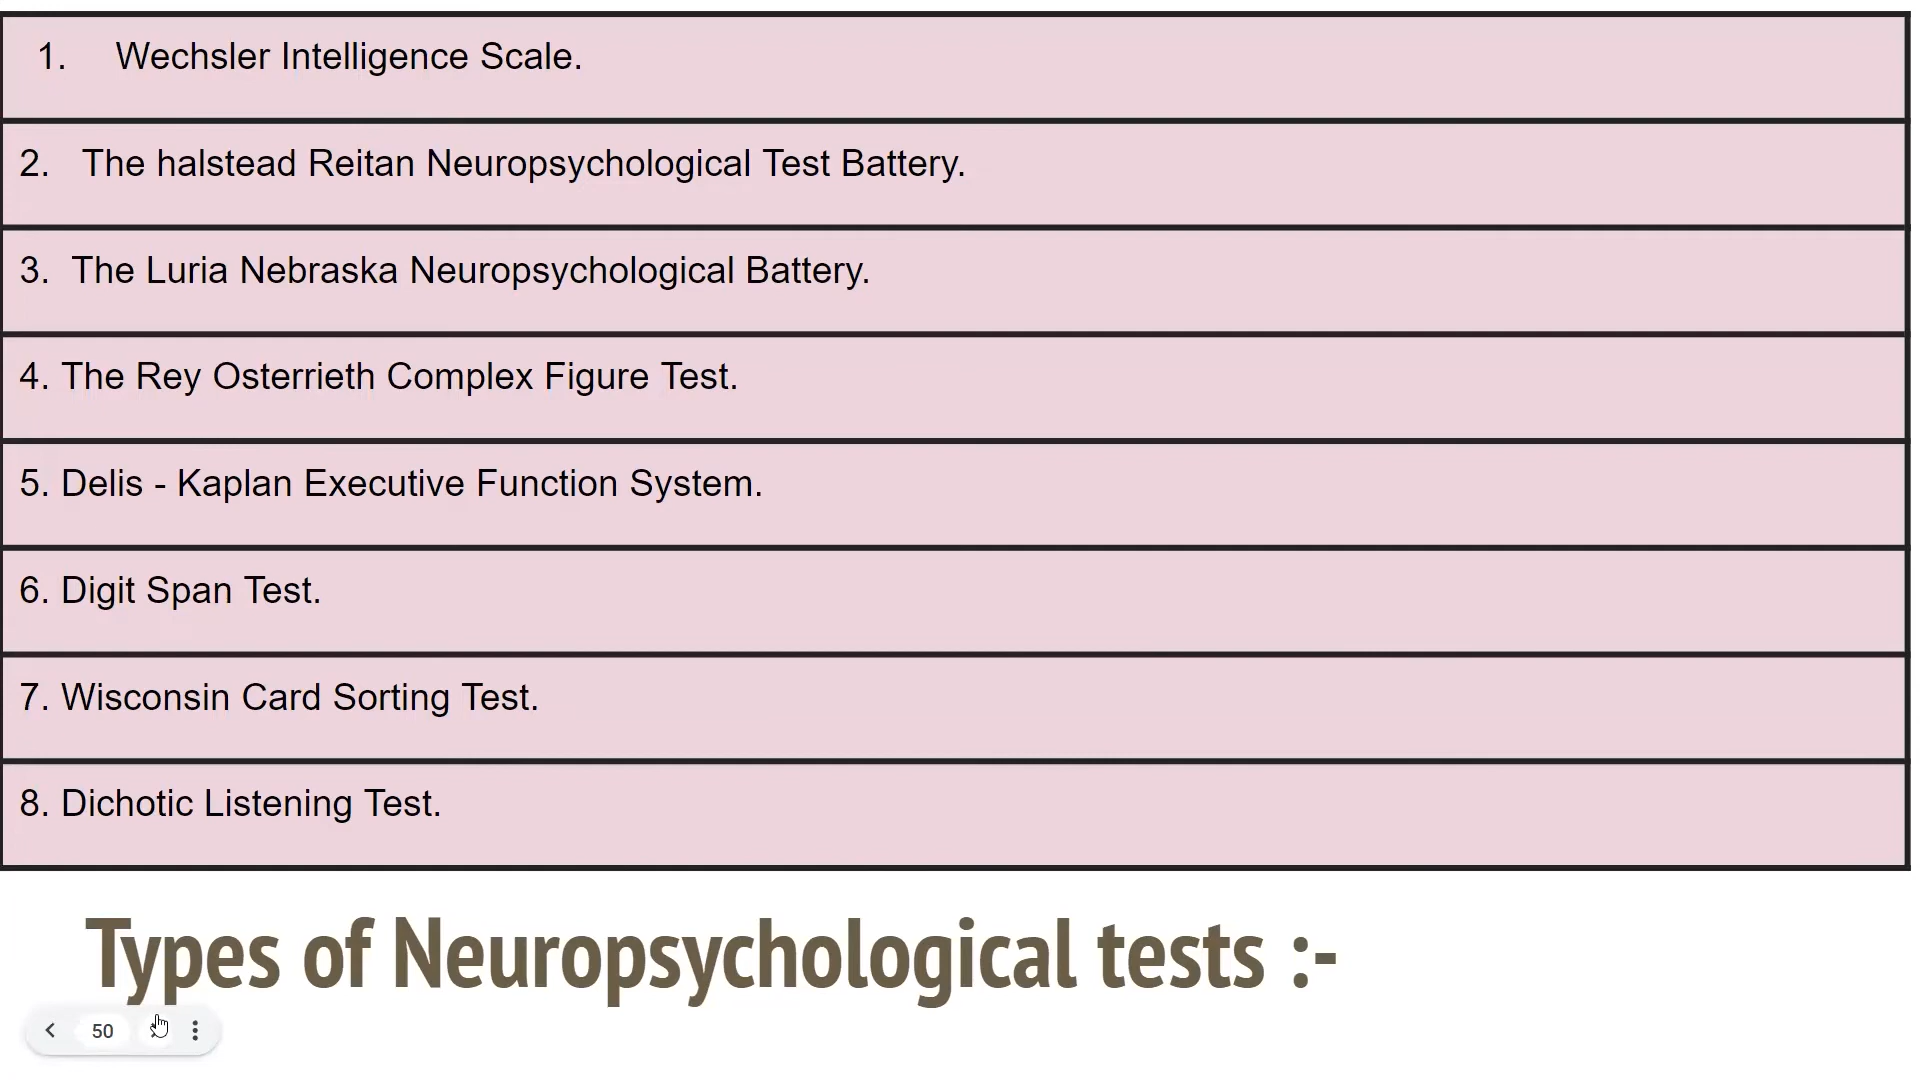 1. Wechsler Intelligence Scale.
2. The halstead Reitan Neuropsychological Test Battery.
3. The Luria Nebraska Neuropsychological Battery.
4. The Rey Osterrieth Complex Figure Test.
5. Delis - Kaplan Executive Function System.
6. Digit Span Test.
7. Wisconsin Card Sorting Test.
8. Dichotic Listening Test.
Types of Neuropsychological tests :-
50